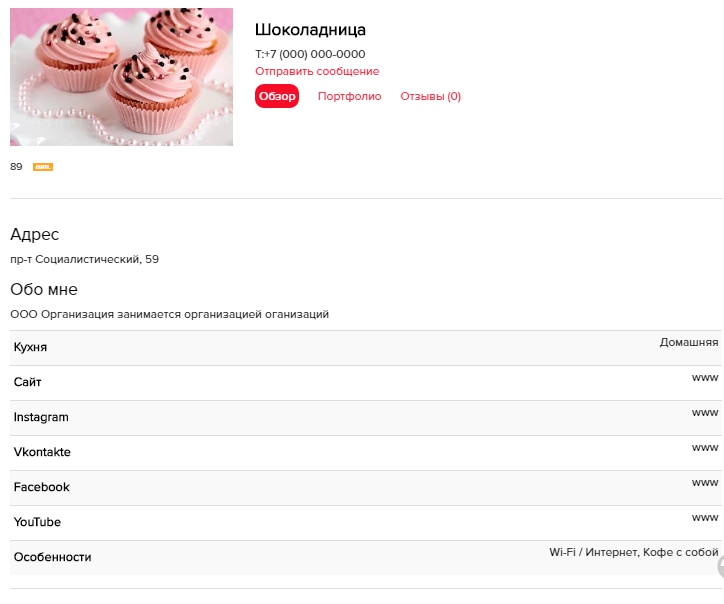 Шоколадница
T:+7 (000) 000-0000
Отправить сообщение
Обзор Портфолио Отзывы (0)
89
Адрес
пр-т Социалистический, 59
Обо мне
ООО Организация занимается организацией оганизаций
Кухня Домашняя
Сайт www
Instagram www
Vkontakte www
Facebook www
YouTube www
Особенности Wi-Fi / Интернет, Кофе с собой